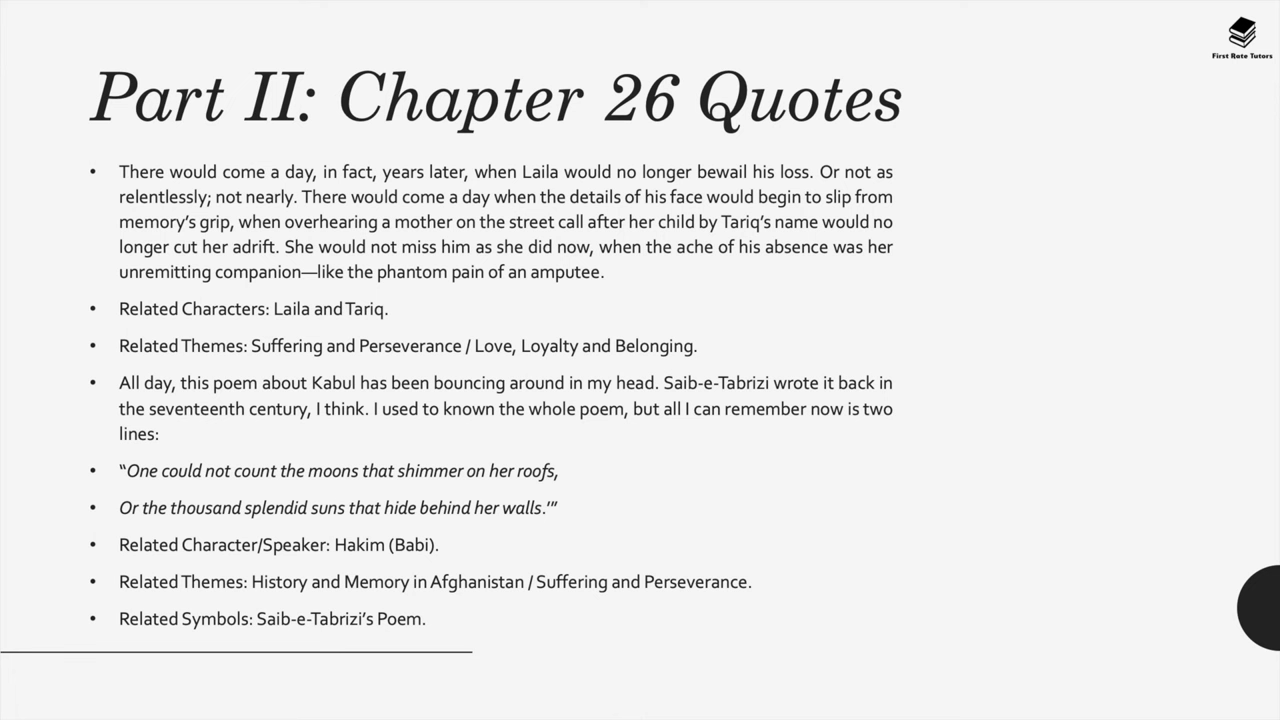 First Rate Tutors
Part II: Chapter 26 Quotes
• There would come a day, in fact, years later, when Laila would no longer bewail his loss. Or not as
relentlessly; not nearly. There would come a day when the details of his face would begin to slip from
memory’s grip, when overhearing a mother on the street call after her child by Tariq’s name would no
longer cut her adrift. She would not miss him as she did now, when the ache of his absence was her
unremitting companion—like the phantom pain of an amputee.
• Related Characters: Laila and Tariq.
• Related Themes: Suffering and Perseverance / Love, Loyalty and Belonging.
• All day, this poem about Kabul has been bouncing around in my head. Saib-e-Tabrizi wrote it back in
the seventeenth century, I think. I used to known the whole poem, but all I can remember now is two
lines:
• “One could not count the moons that shimmer on her roofs,
• Or the thousand splendid suns that hide behind her walls.’”
• Related Character/Speaker: Hakim (Babi).
• Related Themes: History and Memory in Afghanistan / Suffering and Perseverance.
• Related Symbols: Saib-e-Tabrizi’s Poem.